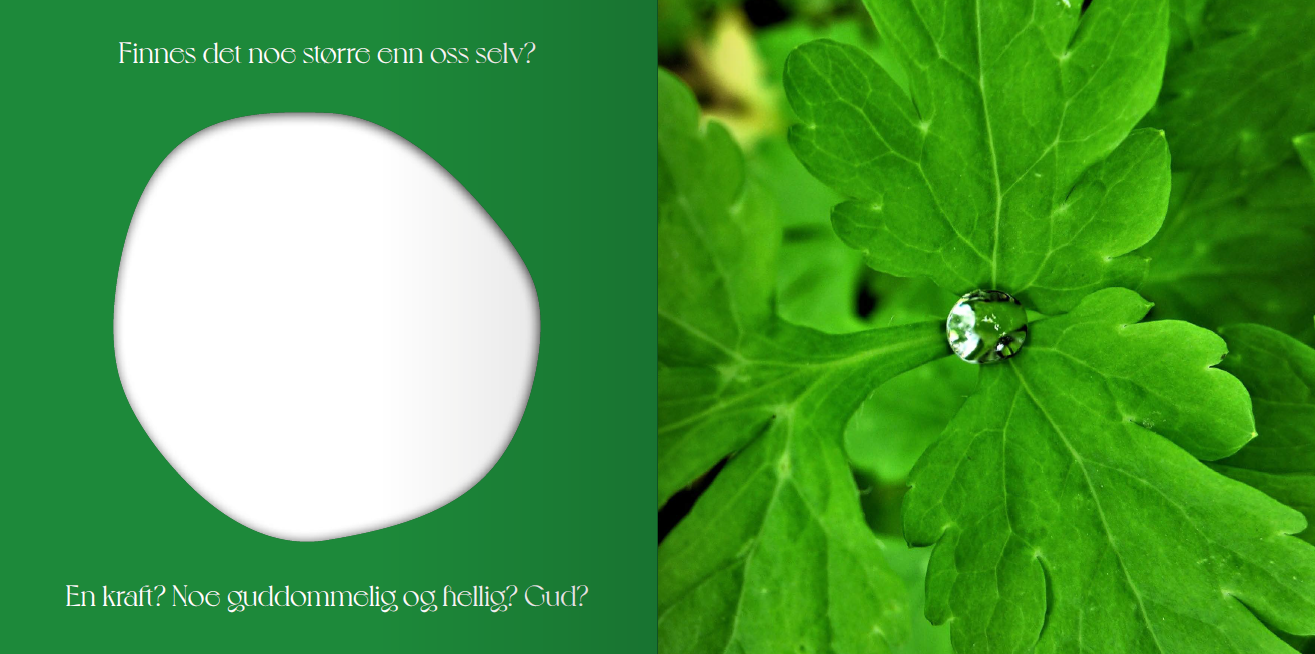 Finnes det noe større enn oss selv?
En kraft? Noe guddommelig og hellig? Gud?